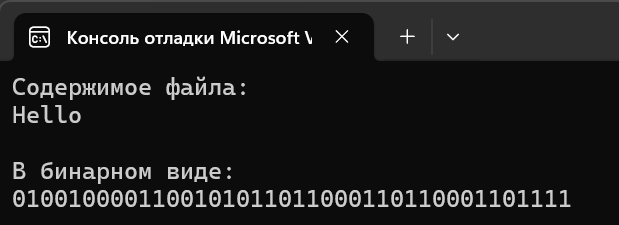 Консоль отладки Microsoft V
Содержимое файла:
Hello
В бинарном виде:
0100100001100101011011000110110001101111